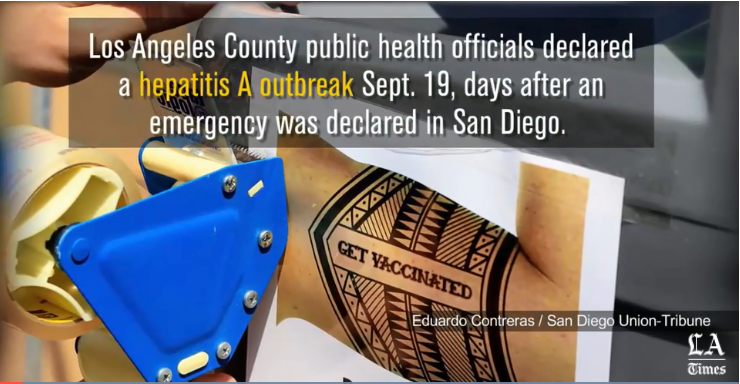 Los Angeles County public health officials declared
a hepatitis A outbreak Sept. 19, days after an
emergency was declared in San Diego.
GET VACCINATED
Eduardo Contreras / San Diego Union-Tribune
LA
Times